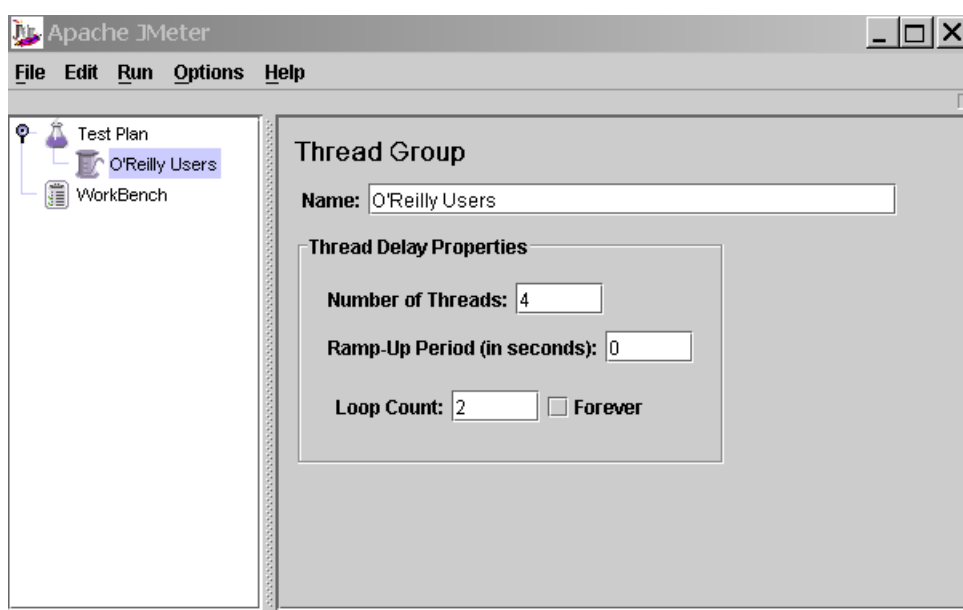 Apache JMeter
File Edit Run Options Help
Test Plan
O'Reilly Users
WorkBench
Thread Group
Name: O'Reilly Users
Thread Delay Properties
Number of Threads: 4
Ramp-Up Period (in seconds): 0
Loop Count: 2 Forever